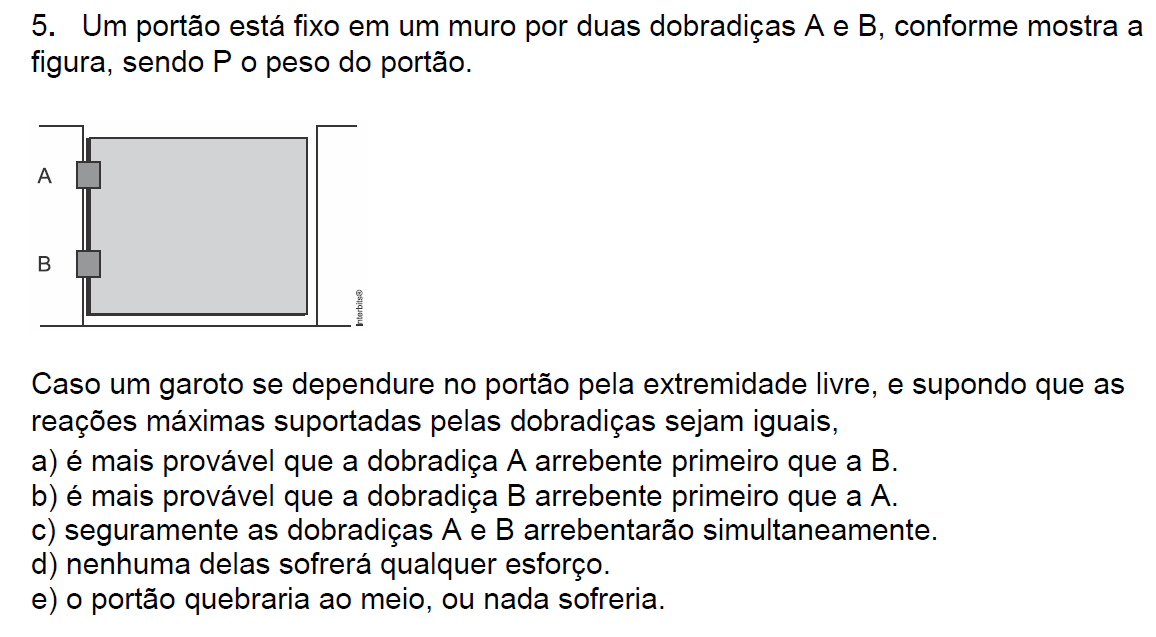 5. Um portão está fixo em um muro por duas dobradiças A e B, conforme mostra a
figura, sendo P o peso do portão.
A
B
Interbits®
Caso um garoto se dependure no portão pela extremidade livre, e supondo que as
reações máximas suportadas pelas dobradiças sejam iguais,
a) é mais provável que a dobradiça A arrebente primeiro que a B.
b) é mais provável que a dobradiça B arrebente primeiro que a A.
c) seguramente as dobradiças A e B arrebentarão simultaneamente.
d) nenhuma delas sofrerá qualquer esforço.
e) o portão quebraria ao meio, ou nada sofreria.